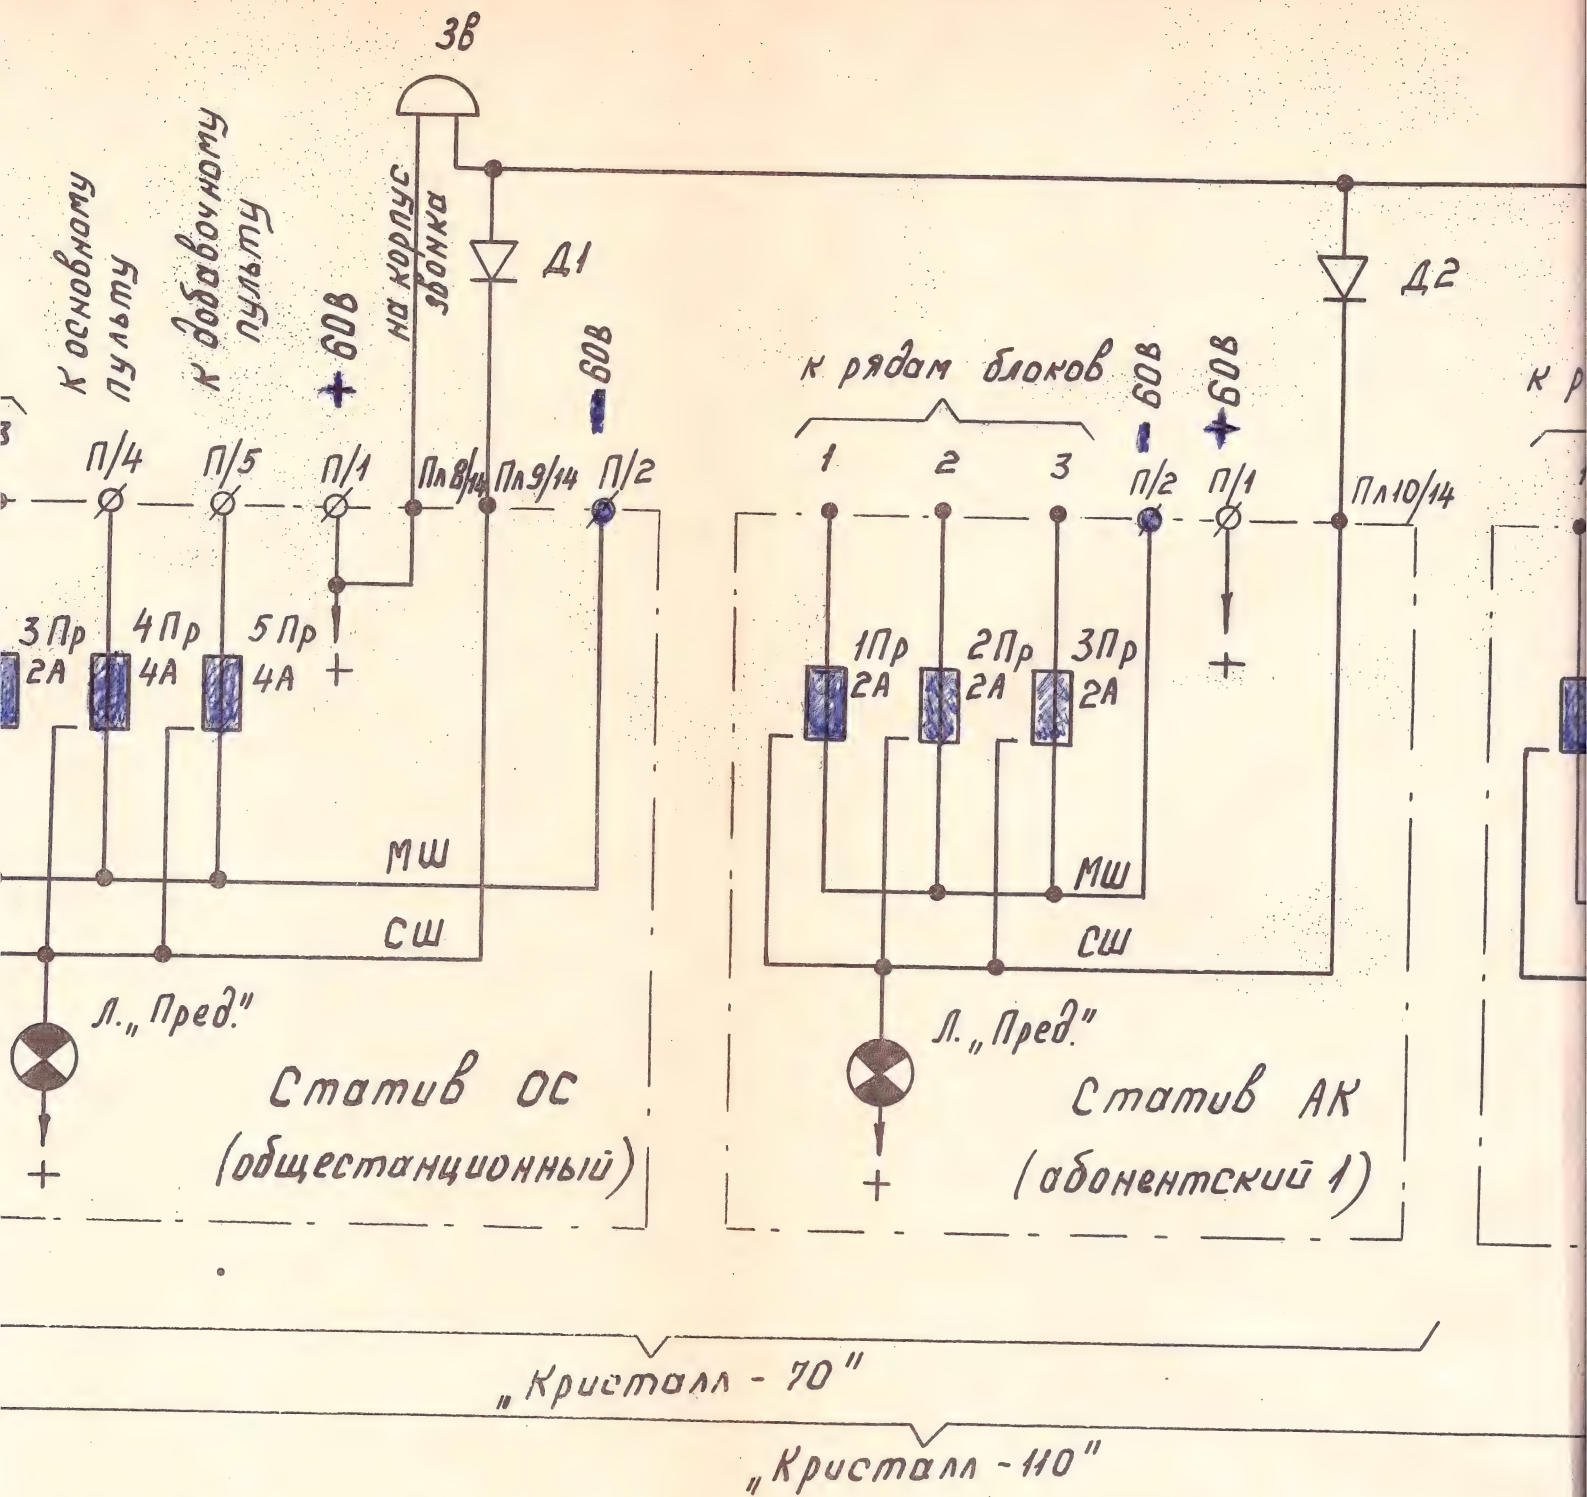 Зв
К основному
пульту
К добавочному
пульту
+ 60В
на корпус
звонка
Д1
- 60В
Д2
к рядам блоков
- 60В
+ 60В
к р
3
П/4
П/5
П/1
Пл8/14
Пл9/14
П/2
1
2
3
П/2
П/1
Пл10/14
3Пр
2А
4Пр
4А
5Пр
4А
+
1Пр
2А
2Пр
2А
3Пр
2А
+
МШ
СШ
МШ
СШ
Л. „Пред."
Л. „Пред."
+
+
Статив ОС
(общестанционный)
Статив АК
(абонентский 1)
„Кристалл - 70"
„Кристалл - 110"